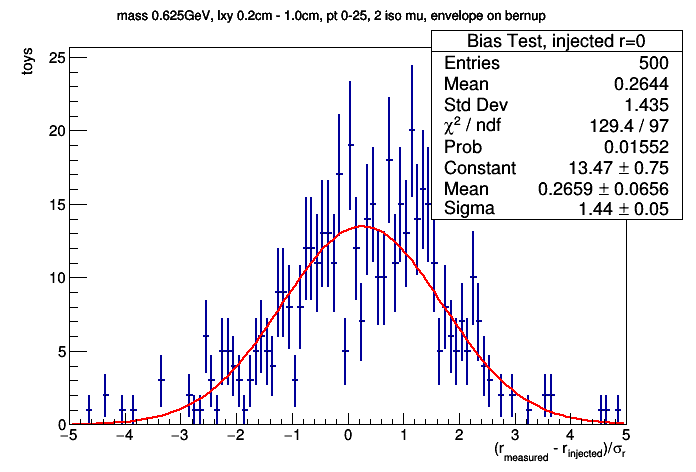 mass 0.625GeV, lxy 0.2cm - 1.0cm, pt 0-25, 2 iso mu, envelope on bernup
Bias Test, injected r=0
Entries 500
Mean 0.2644
Std Dev 1.435
χ² / ndf 129.4 / 97
Prob 0.01552
Constant 13.47 ± 0.75
Mean 0.2659 ± 0.0656
Sigma 1.44 ± 0.05
toys
25
20
15
10
5
0
−5 −4 −3 −2 −1 0 1 2 3 4 5
(r_measured - r_injected)/σ_r